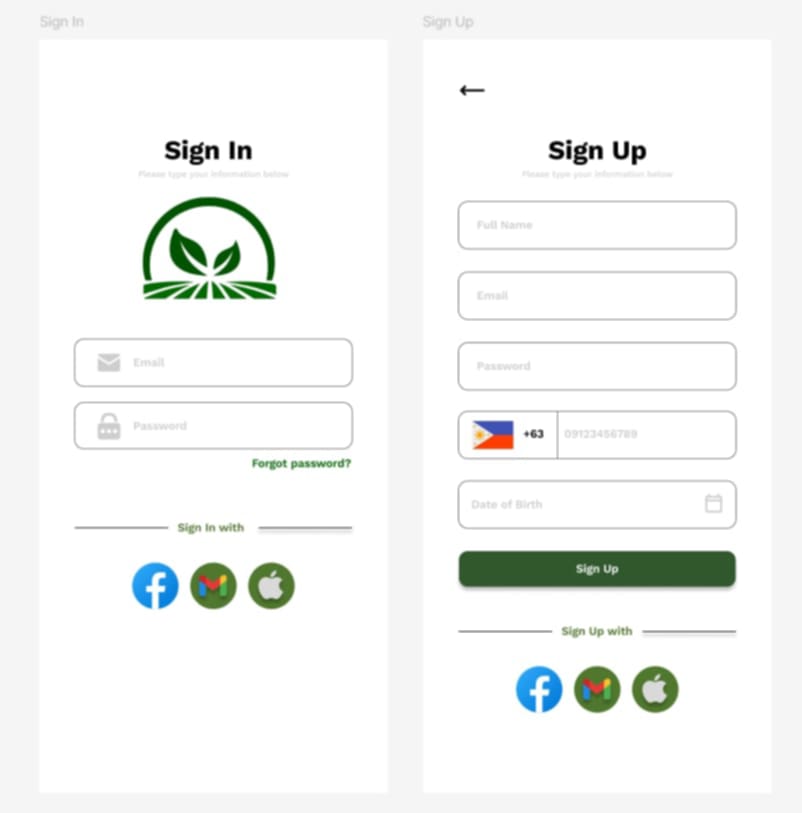 Sign In
Sign In
Please type your information below
Email
Password
Forgot password?
Sign In with
Sign Up
Sign Up
Please type your information below
Full Name
Email
Password
+63 09123456789
Date of Birth
Sign Up
Sign Up with